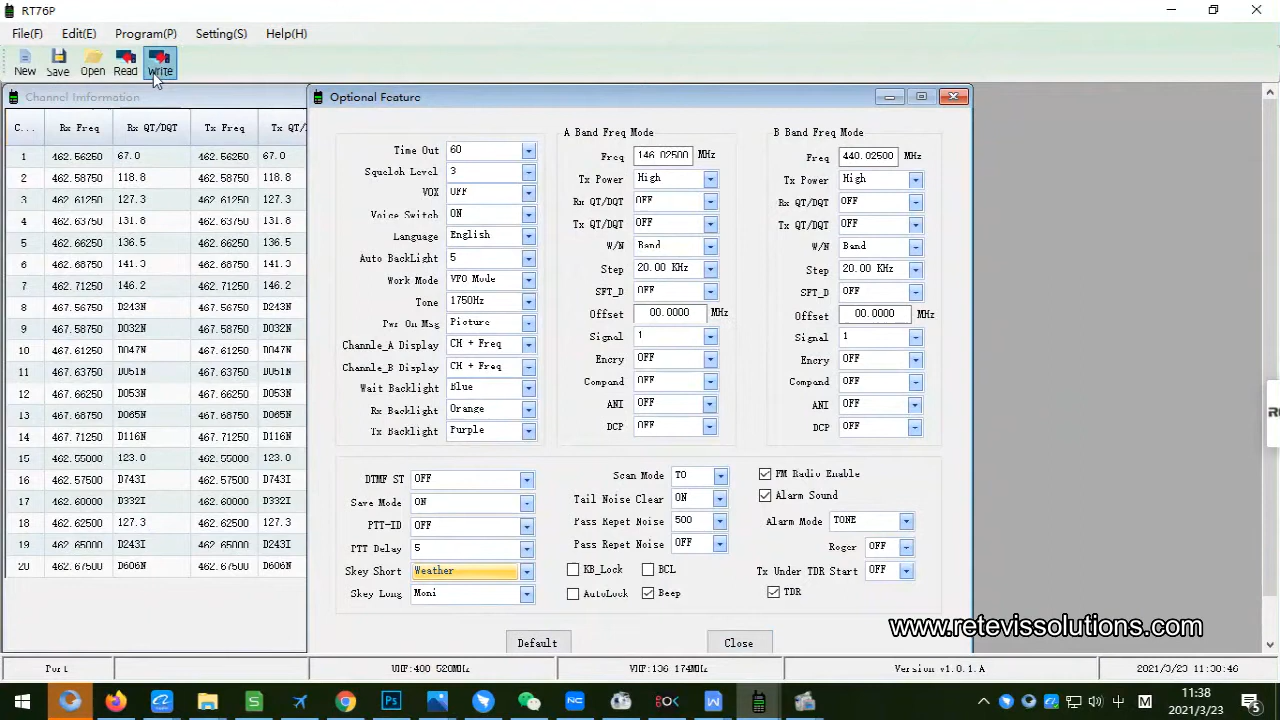 RT76P
File(F) Edit(E) Program(P) Setting(S) Help(H)
New Save Open Read Write
Channel Imformation
Optional Feature
C... Rx Freq Rx QT/DQT Tx Freq Tx QT/
1 462.56250 67.0 462.56250 67.0
2 462.58750 118.8 462.58750 118.8
3 462.61250 127.3 462.61250 127.3
4 462.63750 131.8 462.63750 131.8
5 462.66250 136.5 462.66250 136.5
6 462.68750 141.3 462.68750 141.3
7 462.71250 146.2 462.71250 146.2
8 467.56750 D243N 467.56750 D243N
9 467.58750 D032N 467.58750 D032N
10 467.61250 D047N 467.61250 D047N
11 467.63750 D051N 467.63750 D051N
12 467.66250 D053N 467.66250 D053N
13 467.68750 D065N 467.68750 D065N
14 467.71250 D116N 467.71250 D116N
15 462.55000 123.0 462.55000 123.0
16 462.57500 D743I 462.57500 D743I
17 462.60000 D332I 462.60000 D332I
18 462.62500 127.3 462.62500 127.3
19 462.65000 D243I 462.65000 D243I
20 462.67500 D606N 462.67500 D606N
Time Out 60
Squeloh Level 3
VOX OFF
Voice Switch ON
Language English
Auto BackLight 5
Work Mode VFO Mode
Tone 1750Hz
Pwr On Msg Picture
Channle_A Display CH + Freq
Channle_B Display CH + Freq
Wait Backlight Blue
Rx Backlight Orange
Tx Backlight Purple
A Band Freq Mode
Freq 146.02500 MHz
Tx Power High
Rx QT/DQT OFF
Tx QT/DQT OFF
W/N Band
Step 20.00 KHz
SFT_D OFF
Offset 00.0000 MHz
Signal 1
Encry OFF
Compand OFF
ANI OFF
DCP OFF
B Band Freq Mode
Freq 440.02500 MHz
Tx Power High
Rx QT/DQT OFF
Tx QT/DQT OFF
W/N Band
Step 20.00 KHz
SFT_D OFF
Offset 00.0000 MHz
Signal 1
Encry OFF
Compand OFF
ANI OFF
DCP OFF
DTMF ST OFF
Save Mode ON
PTT-ID OFF
PTT Delay 5
Skey Short Weather
Skey Long Moni
Scan Mode TO
Tail Noise Clear ON
Pass Repet Noise 500
Pass Repet Noise OFF
KB_Lock BCL
AutoLock Beep
FM Radio Enable
Alarm Sound
Alarm Mode TONE
Roger OFF
Tx Under TDR Start OFF
TDR
Default Close
www.retevissolutions.com
Port UHF:400 520MHz VHF:136 174MHz Version v1.0.1.A 2021/3/23 11:30:46
中 M 11:38
2021/3/23
5